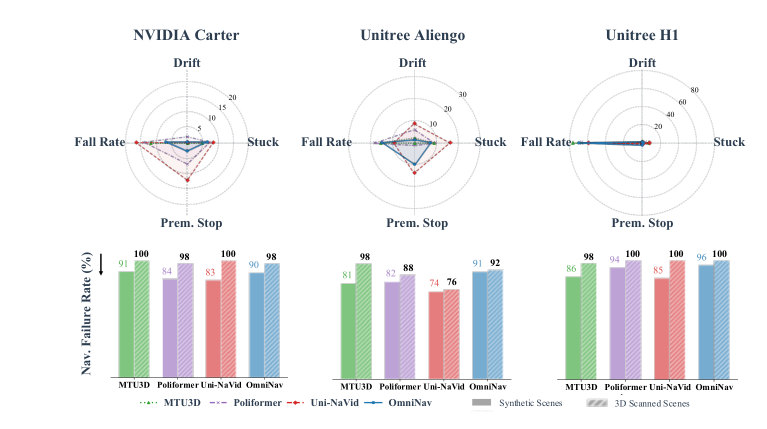 NVIDIA Carter Unitree Aliengo Unitree H1
Drift Drift Drift
20 15 10 5
30 20 10
80 60 40 20
Fall Rate Stuck Fall Rate Stuck Fall Rate Stuck
Prem. Stop Prem. Stop Prem. Stop
Nav. Failure Rate (%)
91 100 84 98 83 100 90 98
81 98 82 88 74 76 91 92
86 98 94 100 85 100 96 100
MTU3D Poliformer Uni-NaVid OmniNav
MTU3D Poliformer Uni-NaVid OmniNav
MTU3D Poliformer Uni-NaVid OmniNav
MTU3D Poliformer Uni-NaVid OmniNav Synthetic Scenes 3D Scanned Scenes